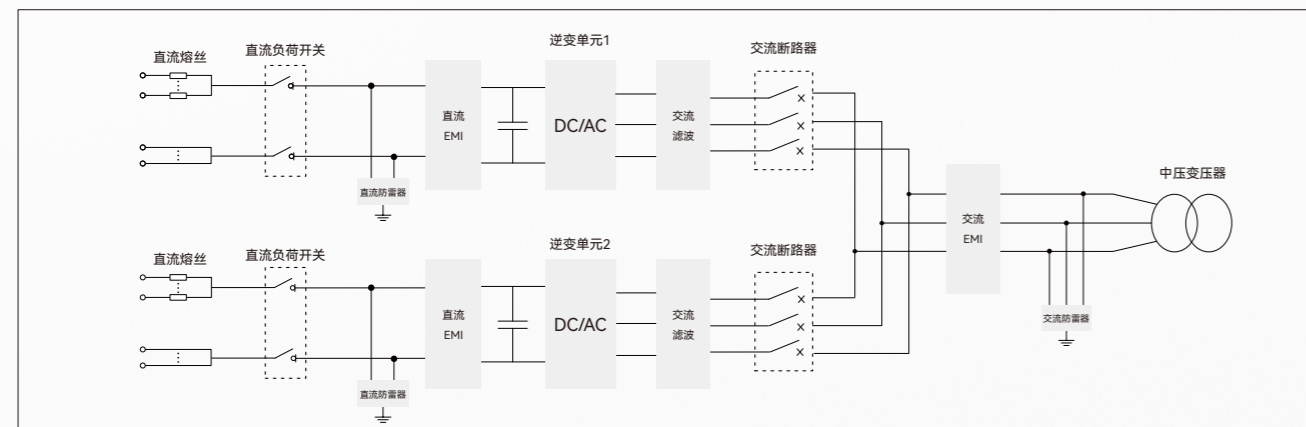 逆变单元1
直流熔丝
直流负荷开关
交流断路器
直流
EMI
DC/AC
交流
滤波
直流防雷器
中压变压器
交流
EMI
逆变单元2
直流熔丝
直流负荷开关
交流断路器
直流
EMI
DC/AC
交流
滤波
交流防雷器
直流防雷器